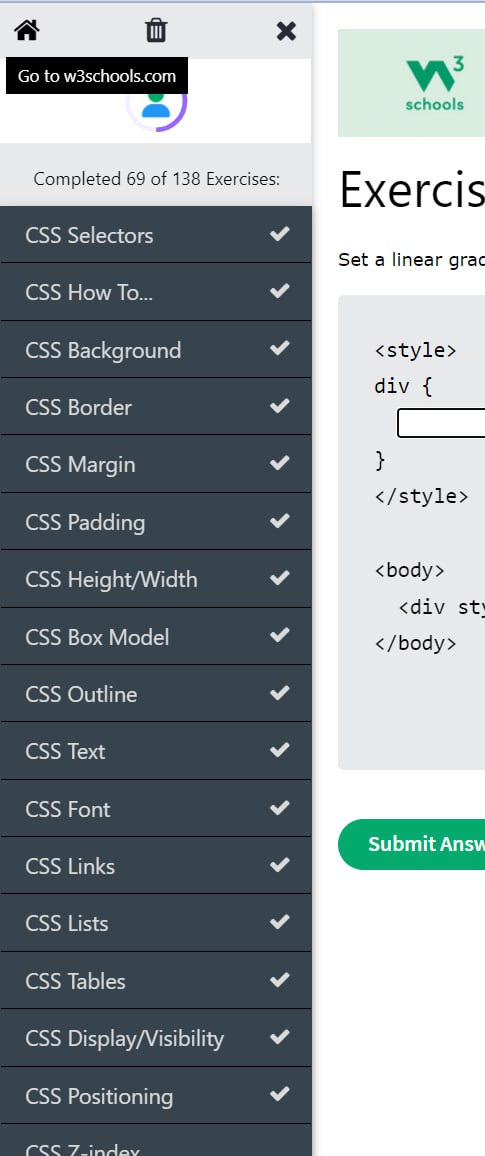 Go to w3schools.com
Completed 69 of 138 Exercises:
CSS Selectors
CSS How To...
CSS Background
CSS Border
CSS Margin
CSS Padding
CSS Height/Width
CSS Box Model
CSS Outline
CSS Text
CSS Font
CSS Links
CSS Lists
CSS Tables
CSS Display/Visibility
CSS Positioning
CSS Z-index
W3
schools
Exercis
Set a linear grad
<style>
div {
}
</style>
<body>
<div sty
</body>
Submit Answ